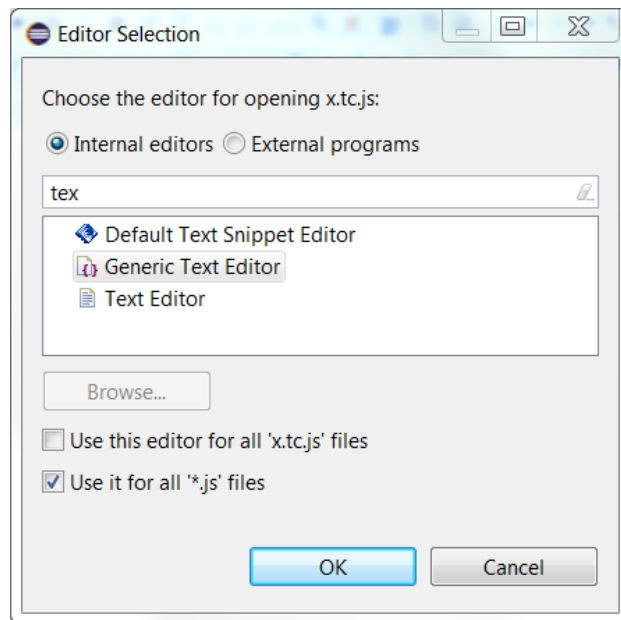 Editor Selection
Choose the editor for opening x.tc.js:
Internal editors External programs
tex
Default Text Snippet Editor
Generic Text Editor
Text Editor
Browse...
Use this editor for all 'x.tc.js' files
Use it for all '*.js' files
OK Cancel